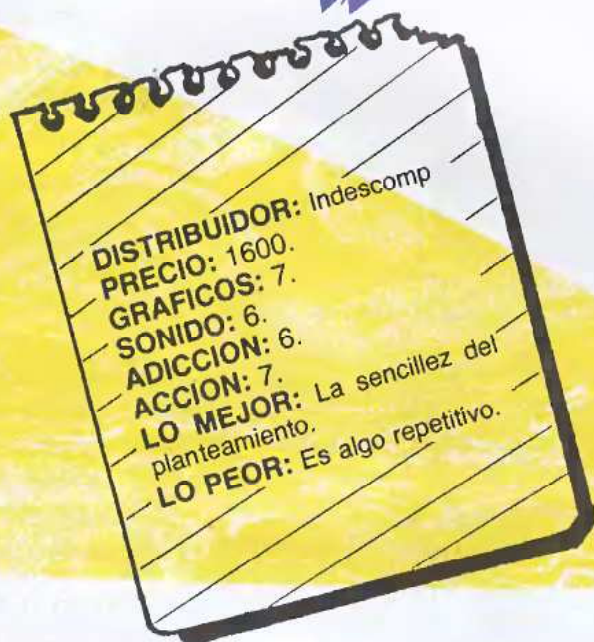 DISTRIBUIDOR: Indescomp
PRECIO: 1600.
GRAFICOS: 7.
SONIDO: 6.
ADICCION: 6.
ACCION: 7.
LO MEJOR: La sencillez del
planteamiento.
LO PEOR: Es algo repetitivo.